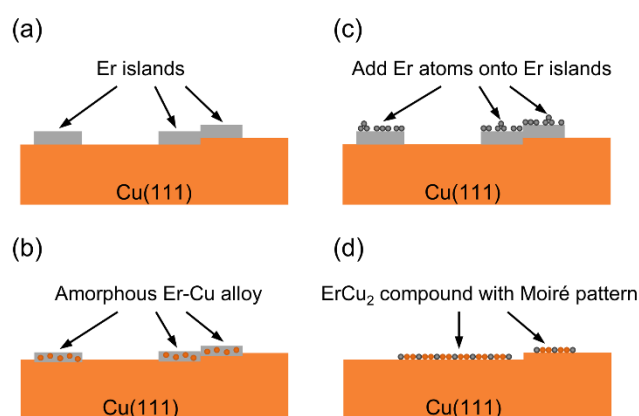 (a)
Er islands
Cu(111)
(b)
Amorphous Er-Cu alloy
Cu(111)
(c)
Add Er atoms onto Er islands
Cu(111)
(d)
ErCu₂ compound with Moiré pattern
Cu(111)